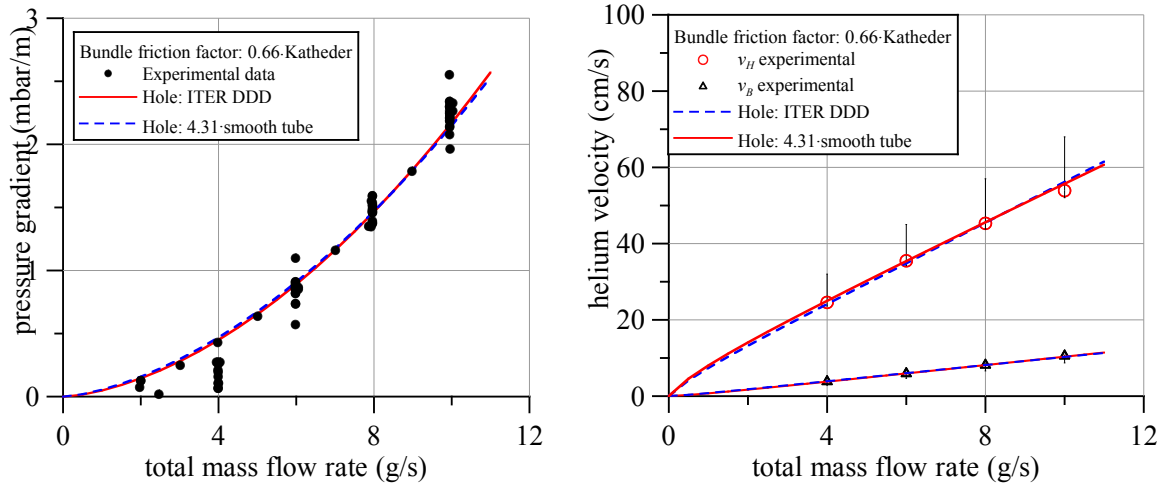 3
2
1
0
0
4
8
12
pressure gradient (mbar/m)
total mass flow rate (g/s)
Bundle friction factor: 0.66·Katheder
Experimental data
Hole: ITER DDD
Hole: 4.31·smooth tube
100
80
60
40
20
0
0
4
8
12
helium velocity (cm/s)
total mass flow rate (g/s)
Bundle friction factor: 0.66·Katheder
vH experimental
vB experimental
Hole: ITER DDD
Hole: 4.31·smooth tube